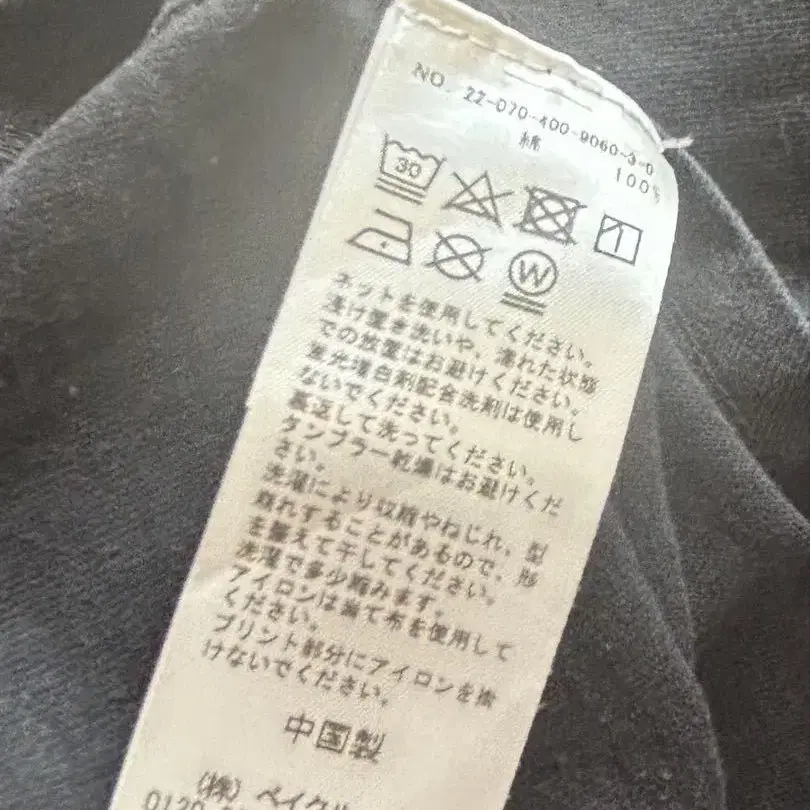 NO. 22-070-400-9060-3-0
綿 100%
30
W
ネットを使用してください。
浅け置き洗いや、濡れた状態
での放置はお避けください。
蛍光増白剤配合洗剤は使用し
ないでください。
裏返して洗ってください。
タンブラー乾燥はお避けくだ
さい。
洗濯により収縮やねじれ、型
崩れすることがあるので、形
を整えて干してください。
洗濯で多少縮みます。
アイロンは当て布を使用して
ください。
プリント部分にアイロンを掛
けないでください。
中国製
(株) ベイクル
0120